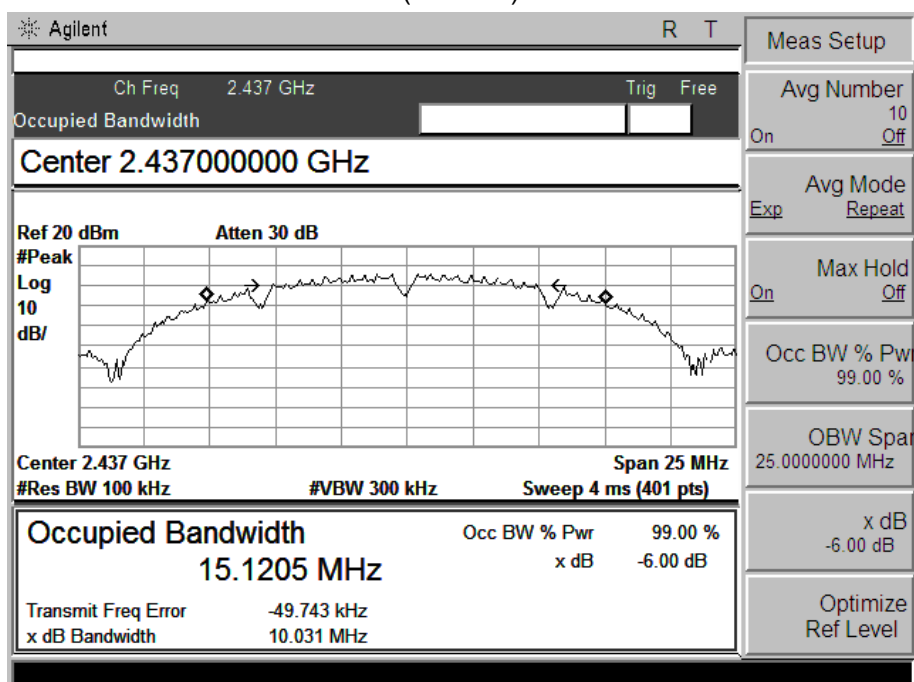 Agilent R T
Ch Freq 2.437 GHz Trig Free
Occupied Bandwidth
Center 2.437000000 GHz
Ref 20 dBm Atten 30 dB
#Peak
Log
10
dB/
Center 2.437 GHz Span 25 MHz
#Res BW 100 kHz #VBW 300 kHz Sweep 4 ms (401 pts)
Occupied Bandwidth Occ BW % Pwr 99.00 %
15.1205 MHz x dB -6.00 dB
Transmit Freq Error -49.743 kHz
x dB Bandwidth 10.031 MHz
Meas Setup
Avg Number
10
On Off
Avg Mode
Exp Repeat
Max Hold
On Off
Occ BW % Pwr
99.00 %
OBW Span
25.0000000 MHz
x dB
-6.00 dB
Optimize
Ref Level